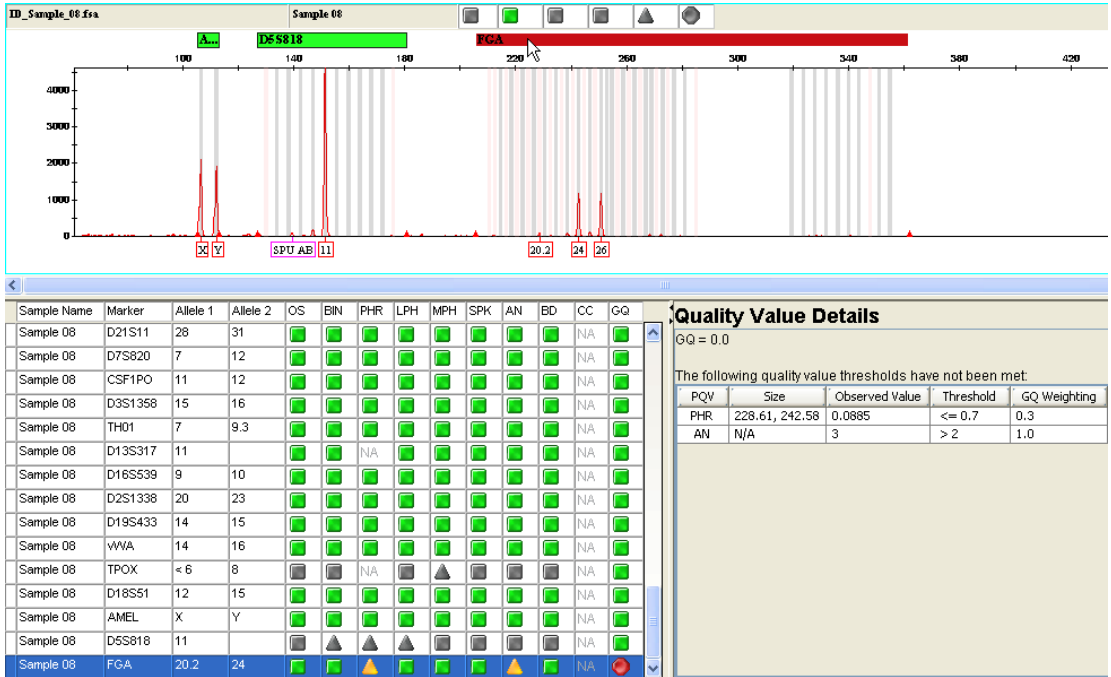 ID_Sample_08.fsa Sample 08
A... D5S818 FGA
100 140 180 220 260 300 340 380 420
4000
3000
2000
1000
0
X Y SPU AB 11 20.2 24 26
Sample Name Marker Allele 1 Allele 2 OS BIN PHR LPH MPH SPK AN BD CC GQ
Sample 08 D21S11 28 31 NA
Sample 08 D7S820 7 12 NA
Sample 08 CSF1PO 11 12 NA
Sample 08 D3S1358 15 16 NA
Sample 08 TH01 7 9.3 NA
Sample 08 D13S317 11 NA NA
Sample 08 D16S539 9 10 NA
Sample 08 D2S1338 20 23 NA
Sample 08 D19S433 14 15 NA
Sample 08 vWA 14 16 NA
Sample 08 TPOX < 6 8 NA NA
Sample 08 D18S51 12 15 NA
Sample 08 AMEL X Y NA
Sample 08 D5S818 11 NA
Sample 08 FGA 20.2 24 NA
Quality Value Details
GQ = 0.0
The following quality value thresholds have not been met:
PQV Size Observed Value Threshold GQ Weighting
PHR 228.61, 242.58 0.0885 <= 0.7 0.3
AN N/A 3 > 2 1.0